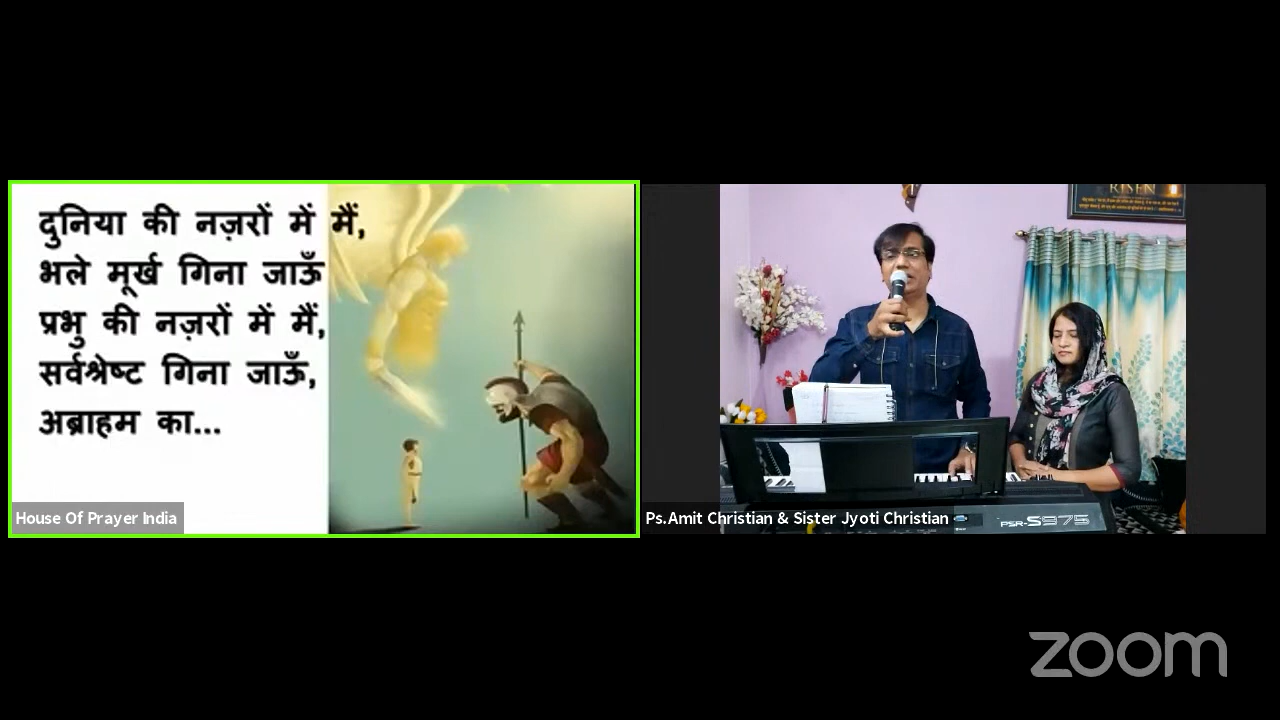 दुनिया की नज़रों में मैं,
भले मूर्ख गिना जाऊँ
प्रभु की नज़रों में मैं,
सर्वश्रेष्ट गिना जाऊँ,
अब्राहम का...
House Of Prayer India
RISEN
Ps.Amit Christian & Sister Jyoti Christian
PSR-S975
zoom